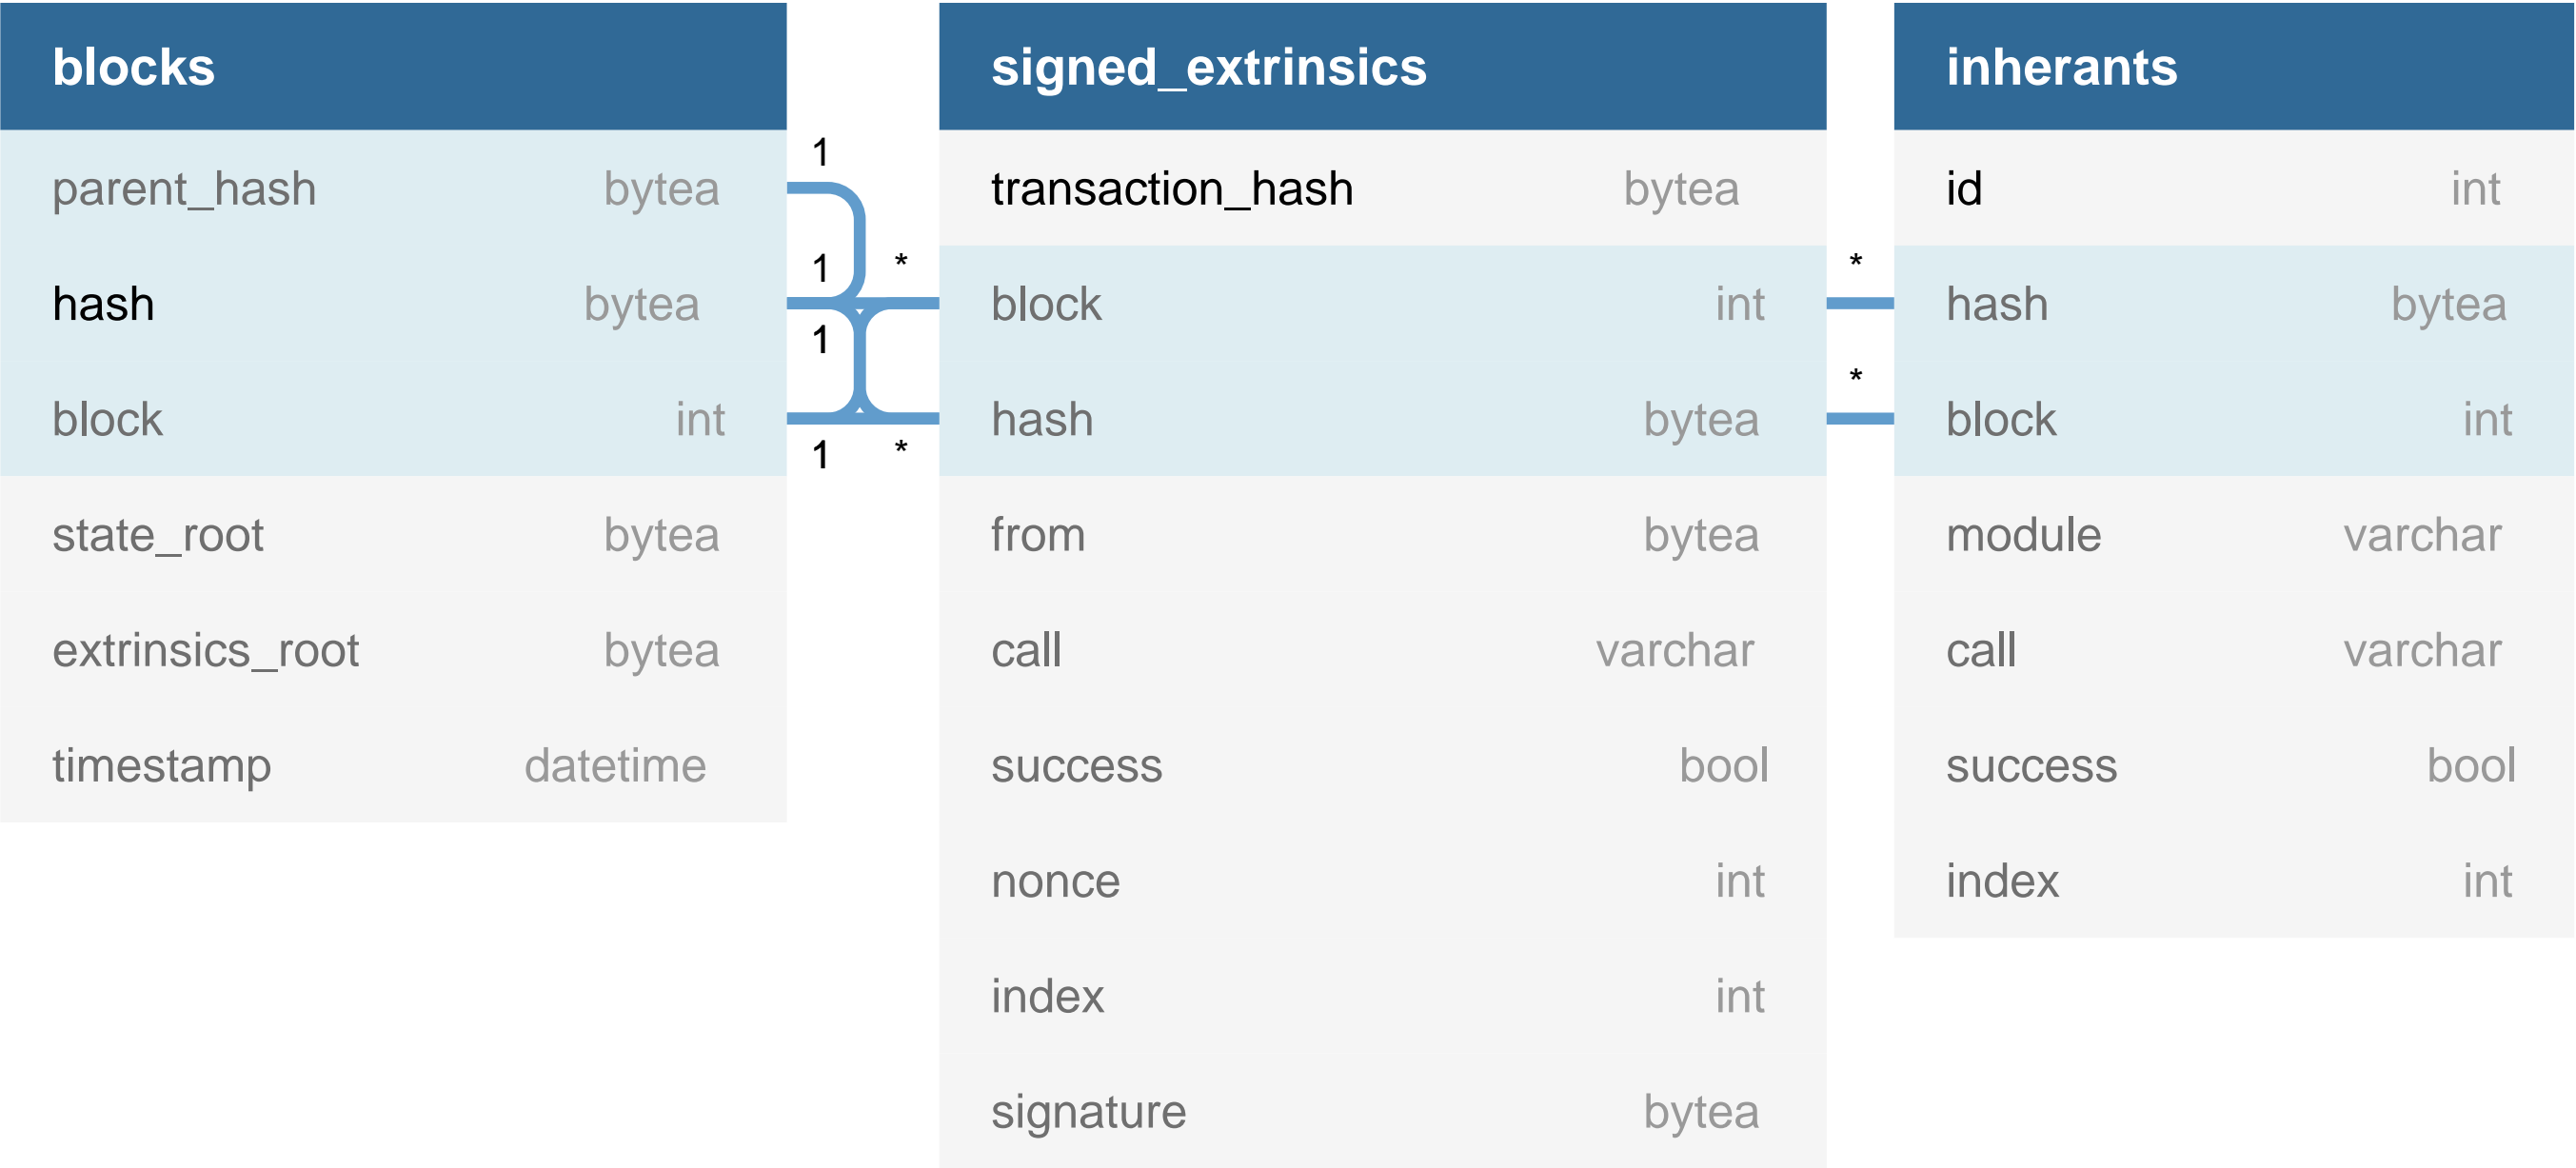 blocks
parent_hash bytea
hash bytea
block int
state_root bytea
extrinsics_root bytea
timestamp datetime
1
1 *
1
1 *
signed_extrinsics
transaction_hash bytea
block int
hash bytea
from bytea
call varchar
success bool
nonce int
index int
signature bytea
*
*
inherants
id int
hash bytea
block int
module varchar
call varchar
success bool
index int